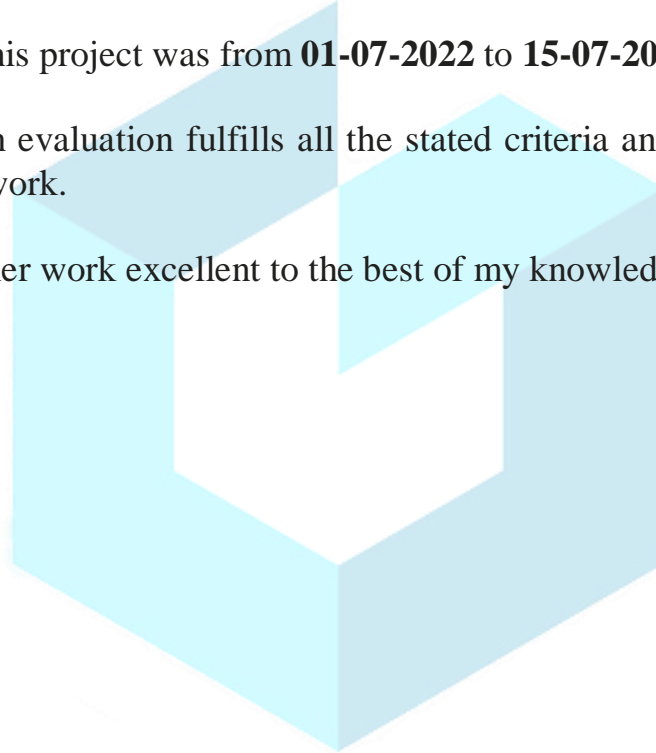 his project was from 01-07-2022 to 15-07-20
n evaluation fulfills all the stated criteria an
work.
er work excellent to the best of my knowled